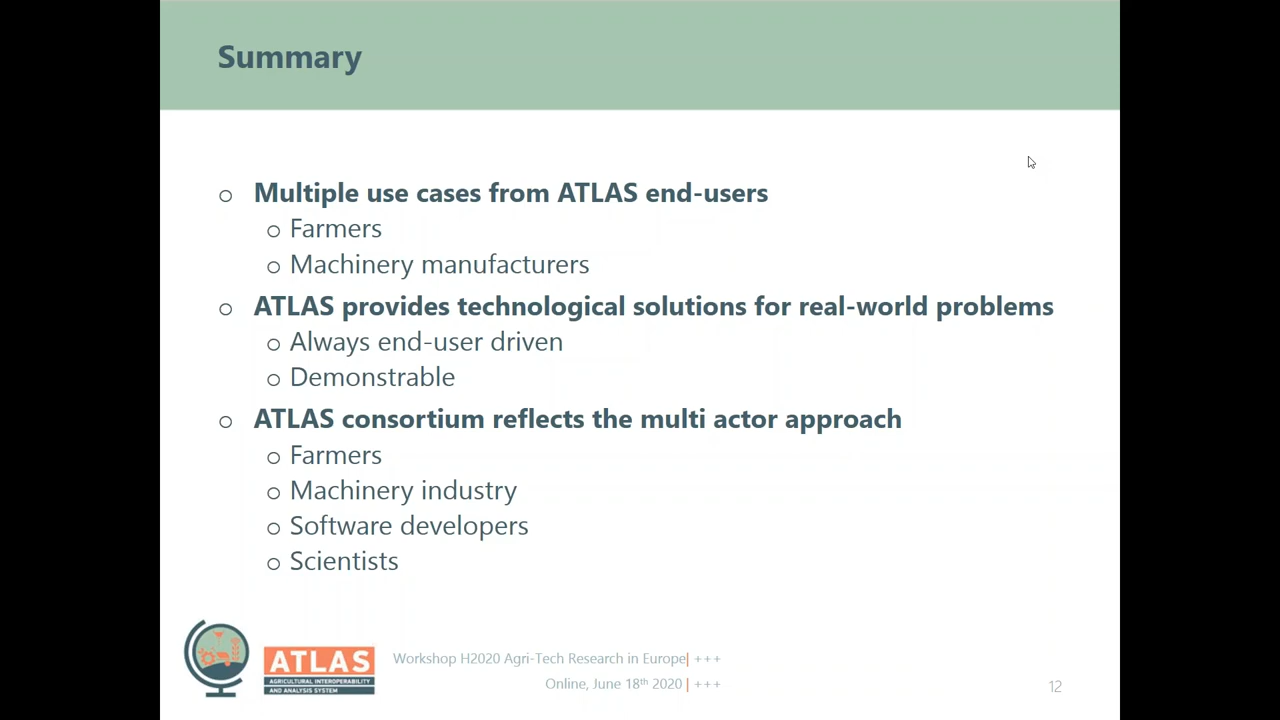 Summary
o Multiple use cases from ATLAS end-users
o Farmers
o Machinery manufacturers
o ATLAS provides technological solutions for real-world problems
o Always end-user driven
o Demonstrable
o ATLAS consortium reflects the multi actor approach
o Farmers
o Machinery industry
o Software developers
o Scientists
ATLAS
AGRICULTURAL INTEROPERABILITY
AND ANALYSIS SYSTEM
Workshop H2020 Agri-Tech Research in Europe| +++
Online, June 18th 2020 | +++
12